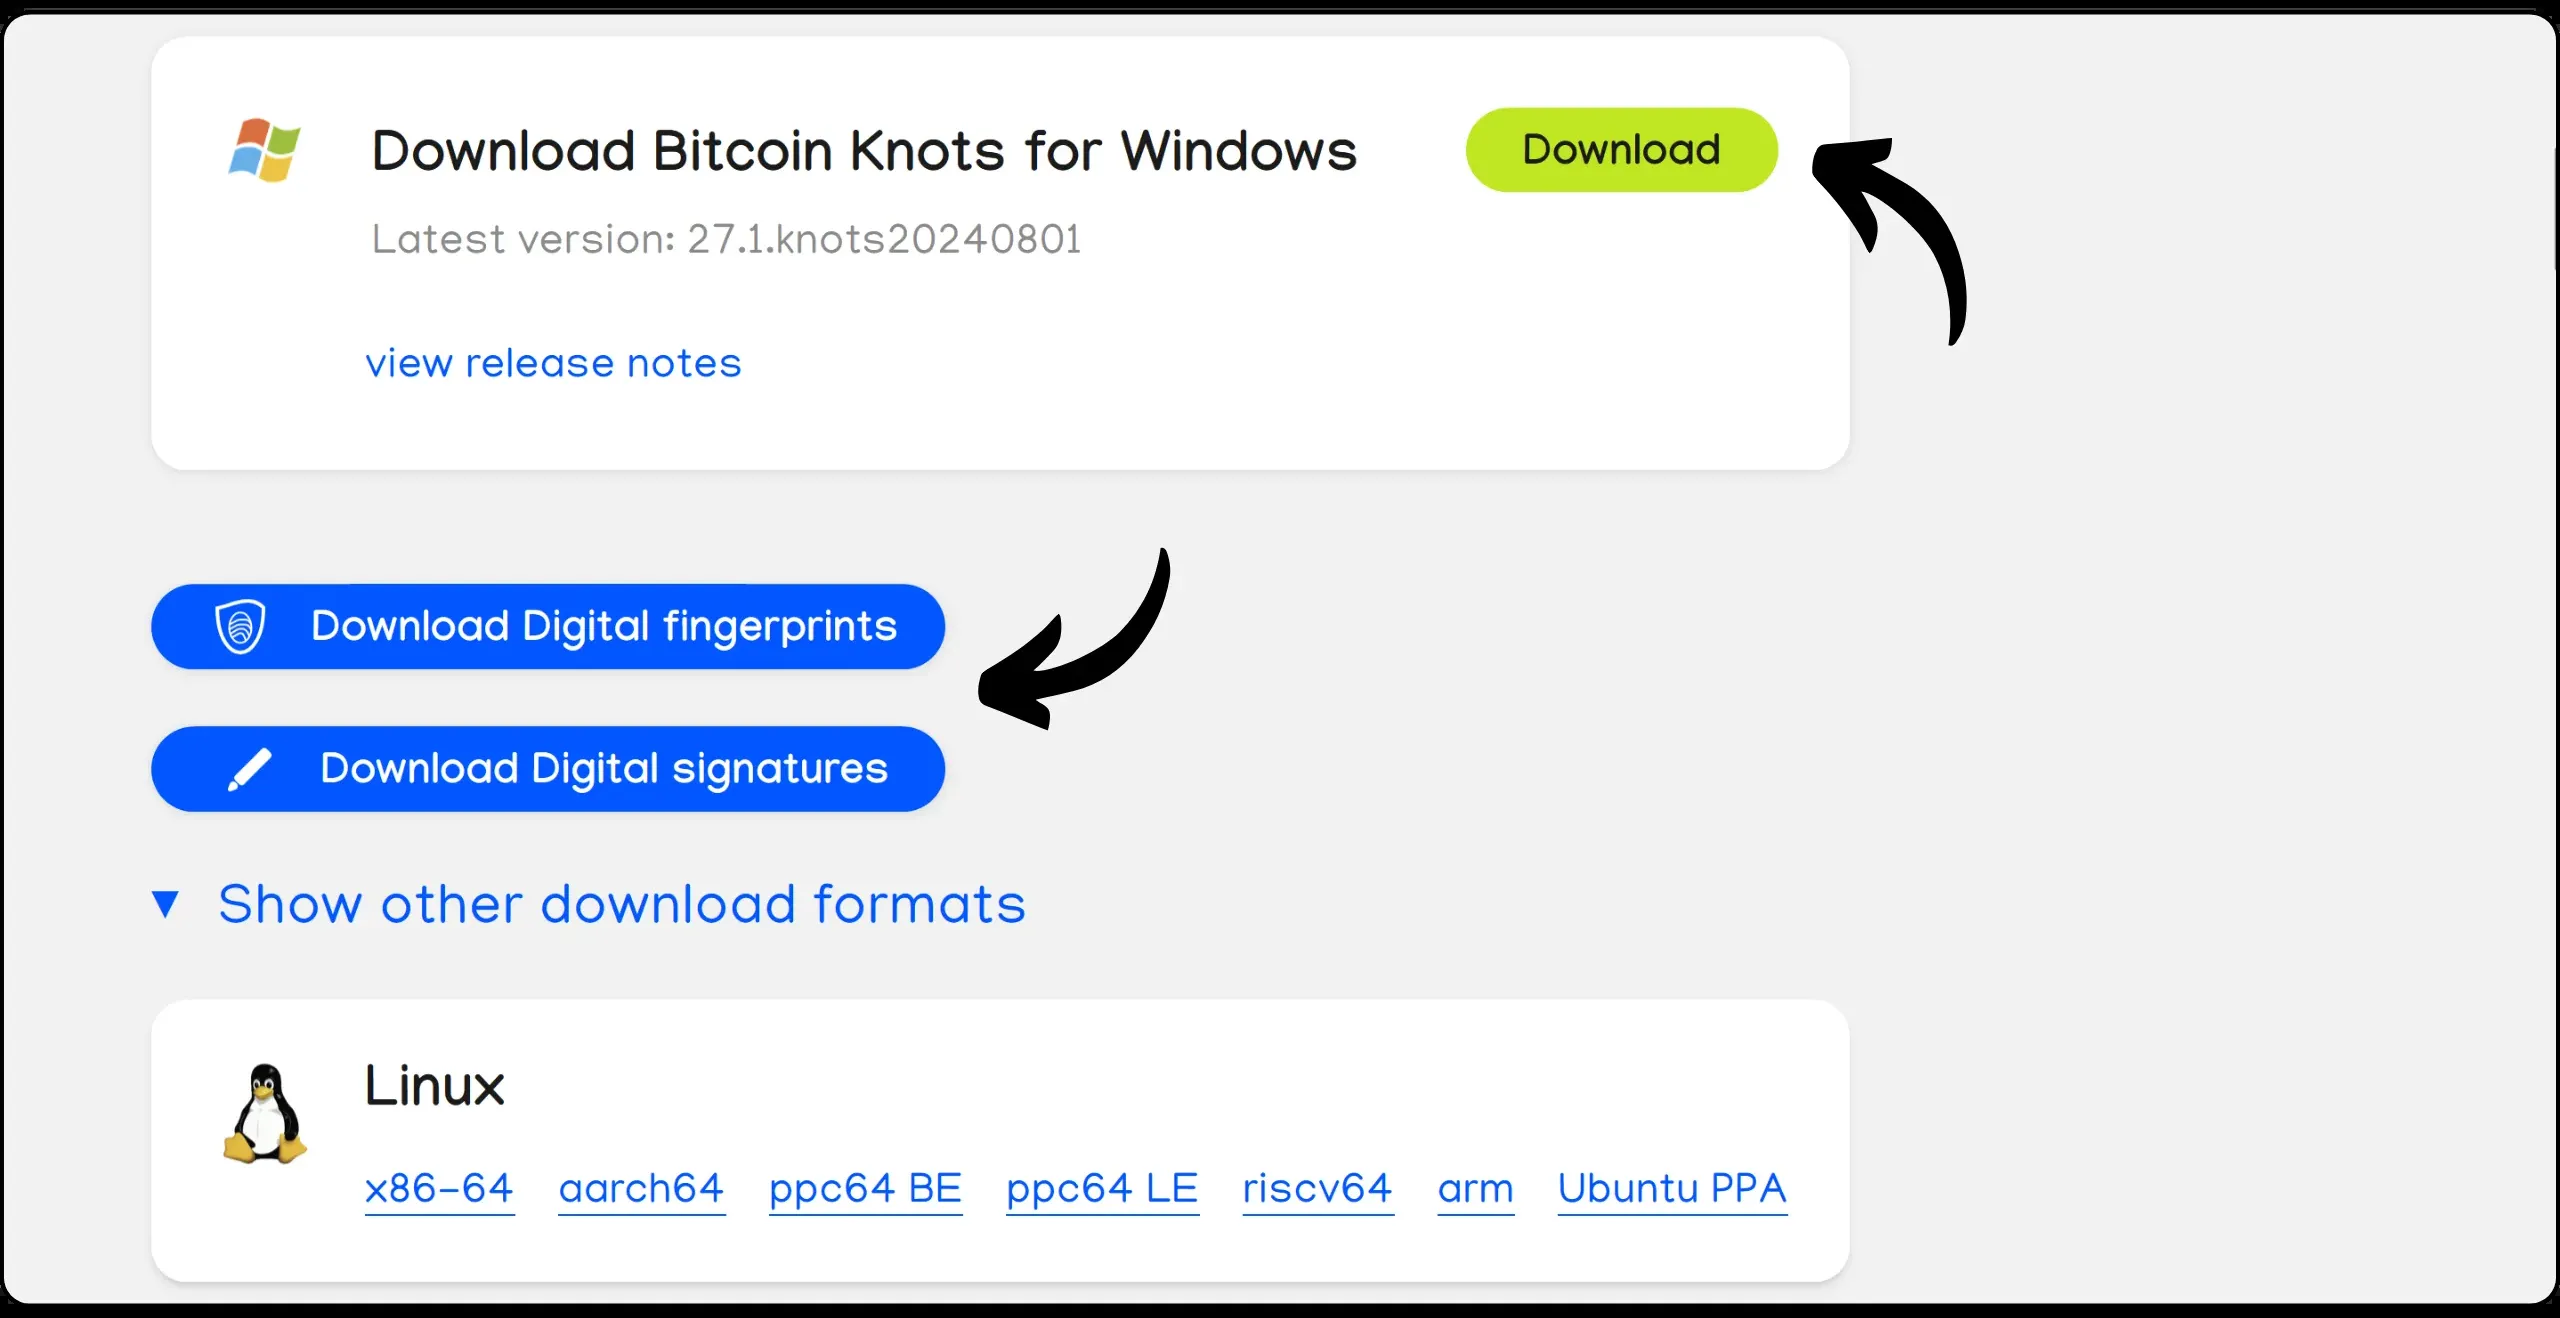 Download Bitcoin Knots for Windows
Download
Latest version: 27.1.knots20240801
view release notes
Download Digital fingerprints
Download Digital signatures
▼ Show other download formats
Linux
x86-64 aarch64 ppc64 BE ppc64 LE riscv64 arm Ubuntu PPA